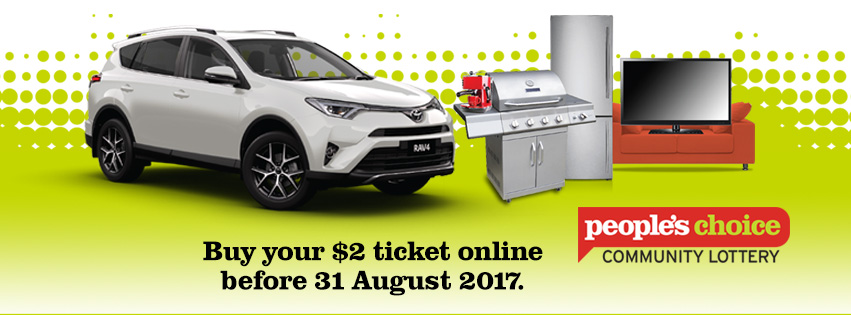 RAV4
people's choice
COMMUNITY LOTTERY
Buy your $2 ticket online
before 31 August 2017.